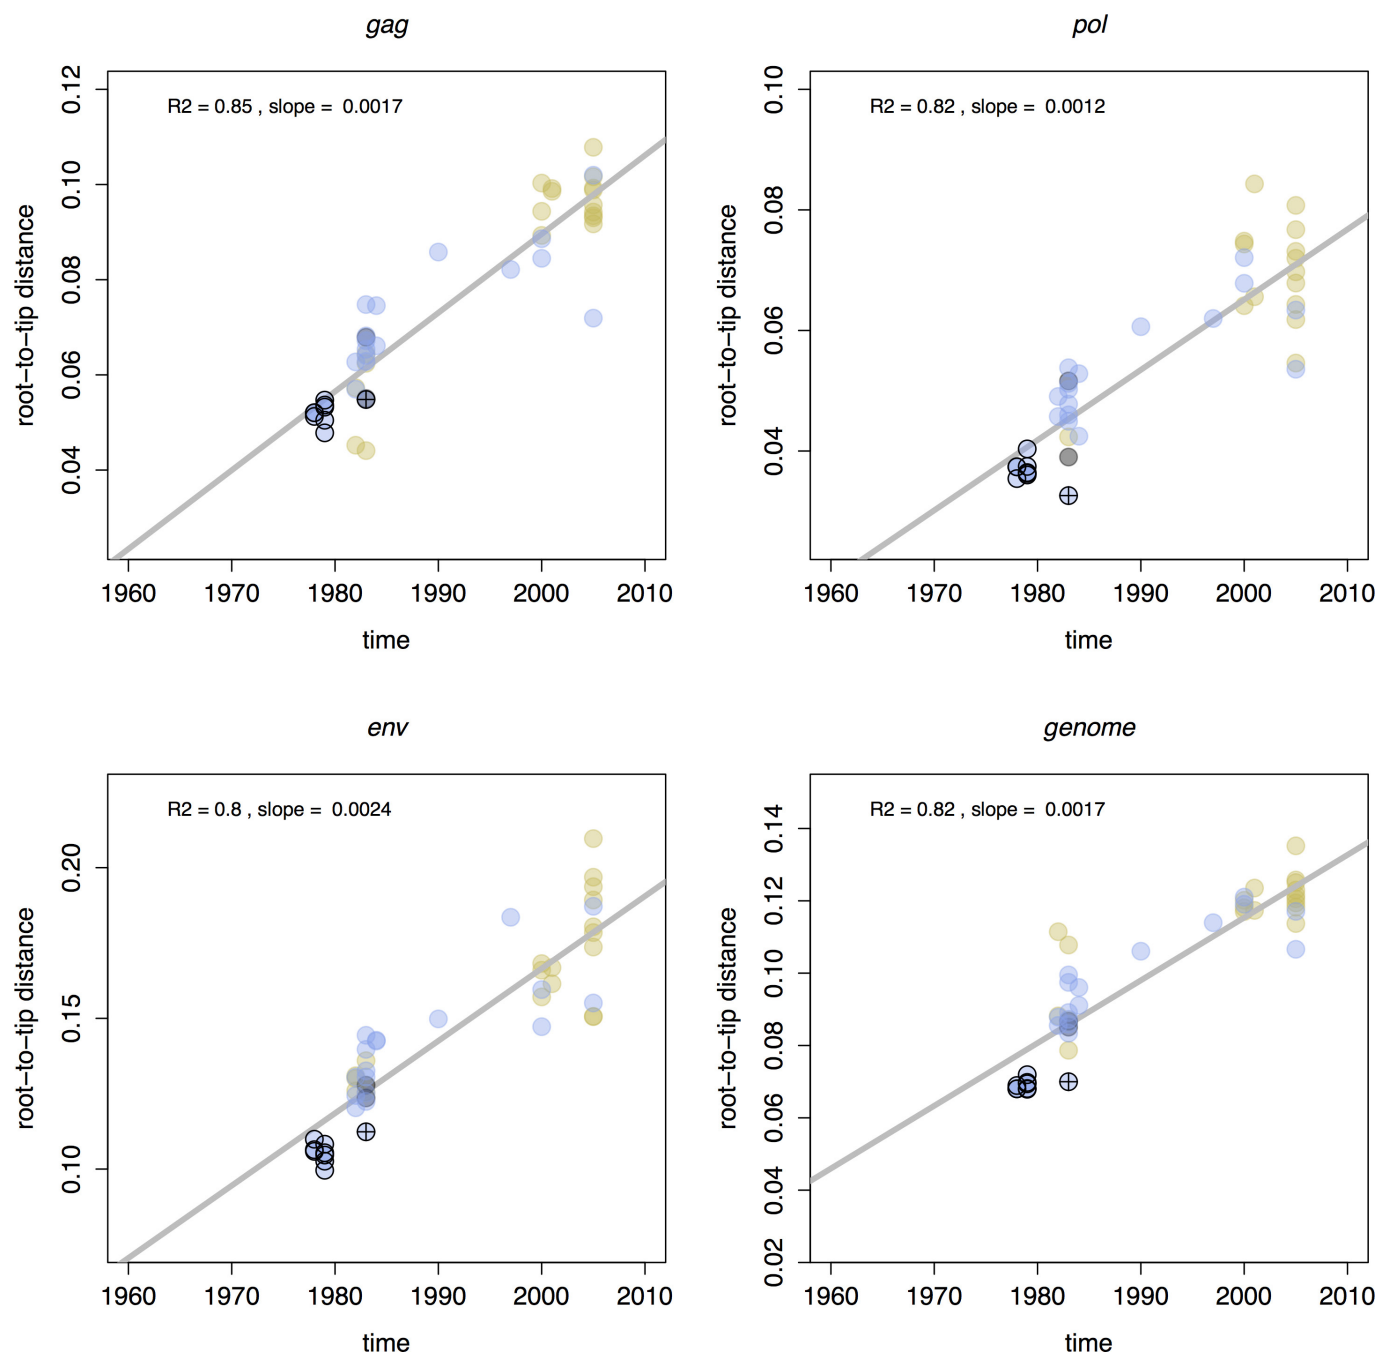 gag
R2 = 0.85 , slope = 0.0017
root−to−tip distance
0.12
0.10
0.08
0.06
0.04
1960 1970 1980 1990 2000 2010
time
pol
R2 = 0.82 , slope = 0.0012
root−to−tip distance
0.10
0.08
0.06
0.04
1960 1970 1980 1990 2000 2010
time
env
R2 = 0.8 , slope = 0.0024
root−to−tip distance
0.20
0.15
0.10
1960 1970 1980 1990 2000 2010
time
genome
R2 = 0.82 , slope = 0.0017
root−to−tip distance
0.14
0.12
0.10
0.08
0.06
0.04
0.02
1960 1970 1980 1990 2000 2010
time